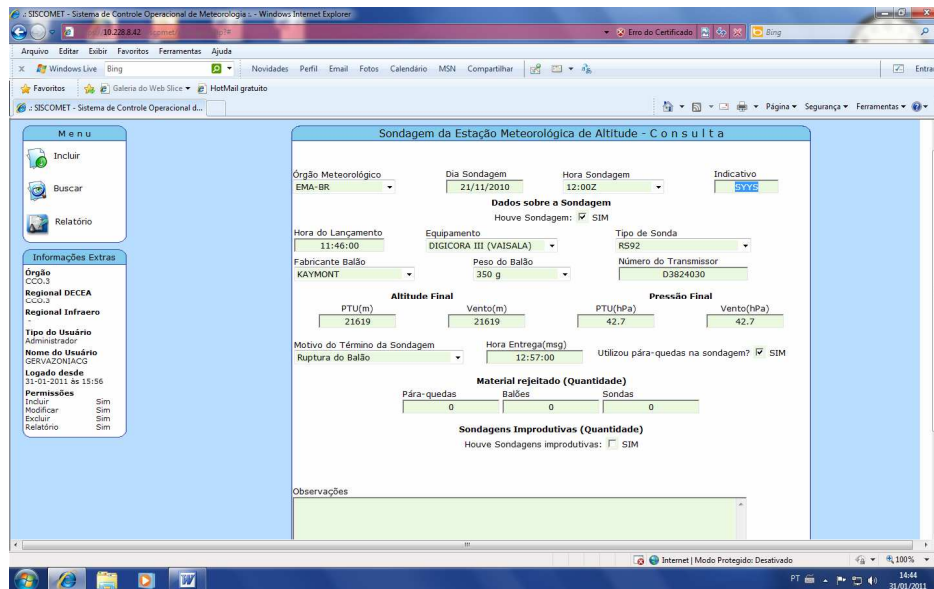 .: SISCOMET - Sistema de Controle Operacional de Meteorologia :. - Windows Internet Explorer
10.228.8.42
Erro do Certificado
Bing
Arquivo Editar Exibir Favoritos Ferramentas Ajuda
x Windows Live Bing Novidades Perfil Email Fotos Calendário MSN Compartilhar Entra
Favoritos Galeria do Web Slice HotMail gratuito
.: SISCOMET - Sistema de Controle Operacional d...
Página Segurança Ferramentas
Menu
Incluir
Buscar
Relatório
Informações Extras
Órgão
CCO.3
Regional DECEA
CCO.3
Regional Infraero
-
Tipo do Usuário
Administrador
Nome do Usuário
GERVAZONIACG
Logado desde
31-01-2011 às 15:56
Permissões
Incluir Sim
Modificar Sim
Excluir Sim
Relatório Sim
Sondagem da Estação Meteorológica de Altitude - Consulta
Órgão Meteorológico Dia Sondagem Hora Sondagem Indicativo
EMA-BR 21/11/2010 12:00Z SYYS
Dados sobre a Sondagem
Houve Sondagem: SIM
Hora do Lançamento Equipamento Tipo de Sonda
11:46:00 DIGICORA III (VAISALA) RS92
Fabricante Balão Peso do Balão Número do Transmissor
KAYMONT 350 g D3824030
Altitude Final Pressão Final
PTU(m) Vento(m) PTU(hPa) Vento(hPa)
21619 21619 42.7 42.7
Motivo do Término da Sondagem Hora Entrega(msg)
Ruptura do Balão 12:57:00 Utilizou pára-quedas na sondagem? SIM
Material rejeitado (Quantidade)
Pára-quedas Balões Sondas
0 0 0
Sondagens Improdutivas (Quantidade)
Houve Sondagens improdutivas: SIM
Observações
Internet | Modo Protegido: Desativado 100%
PT 14:44
31/01/2011